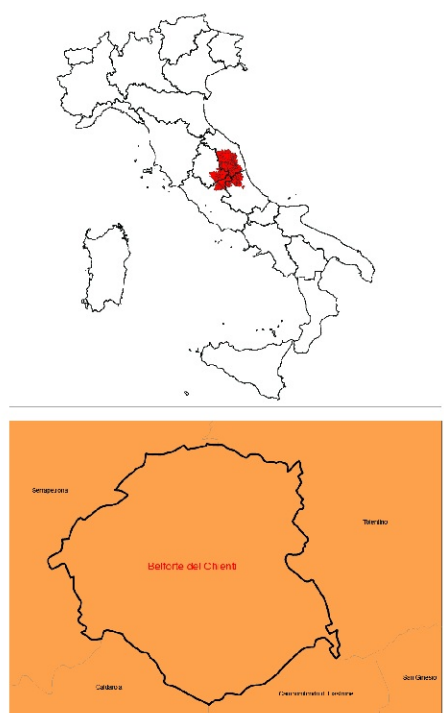 Serrapetrona
Tolentino
Belforte del Chienti
San Ginesio
Caldarola